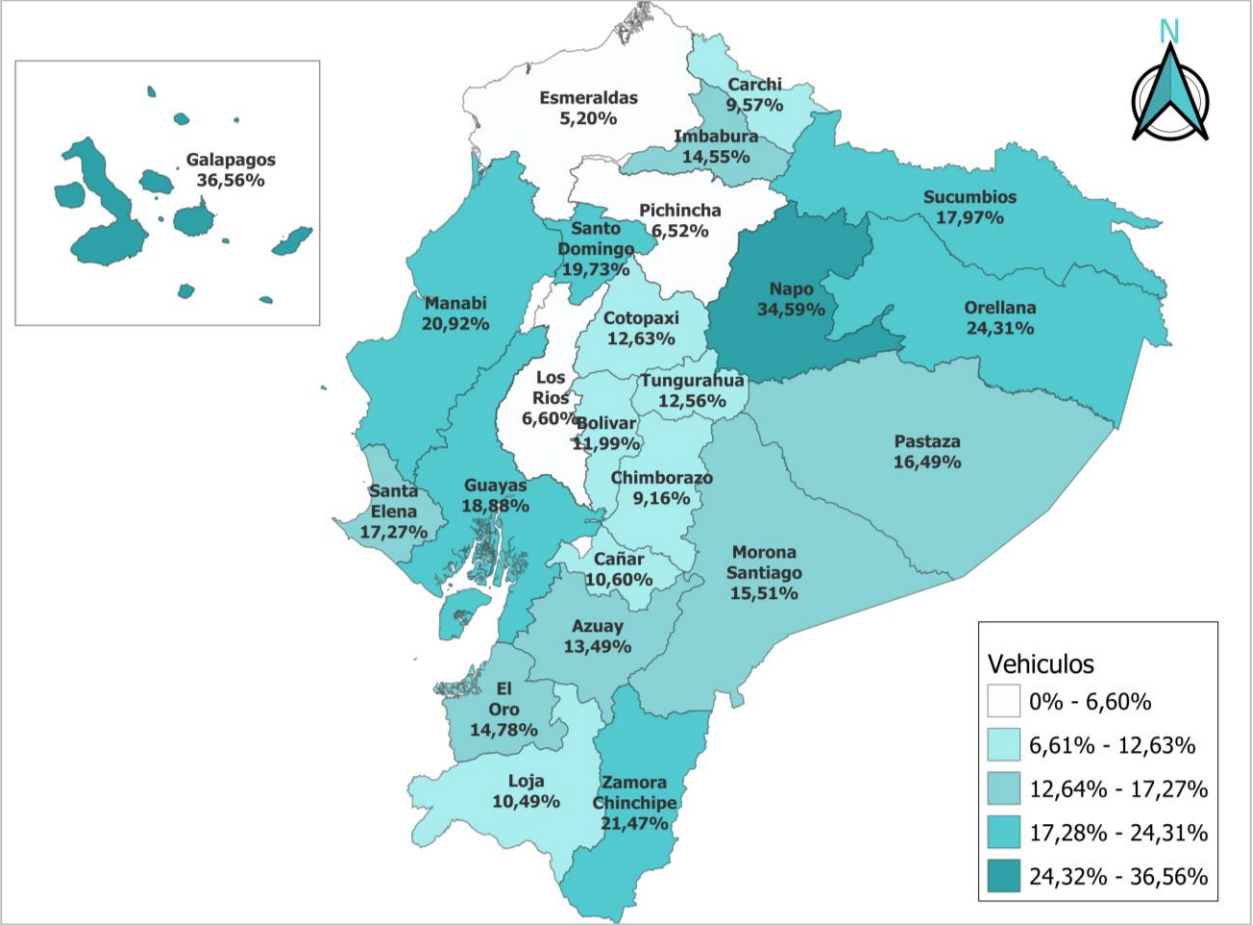 N
Esmeraldas
5,20%
Carchi
9,57%
Imbabura
14,55%
Galapagos
36,56%
Sucumbios
17,97%
Pichincha
6,52%
Santo
Domingo
19,73%
Napo
34,59%
Manabi
20,92%
Orellana
24,31%
Cotopaxi
12,63%
Los
Rios
6,60%
Tungurahua
12,56%
Bolivar
11,99%
Pastaza
16,49%
Chimborazo
9,16%
Santa
Elena
17,27%
Guayas
18,88%
Cañar
10,60%
Morona
Santiago
15,51%
Azuay
13,49%
El
Oro
14,78%
Loja
10,49%
Zamora
Chinchipe
21,47%
Vehiculos
0% - 6,60%
6,61% - 12,63%
12,64% - 17,27%
17,28% - 24,31%
24,32% - 36,56%